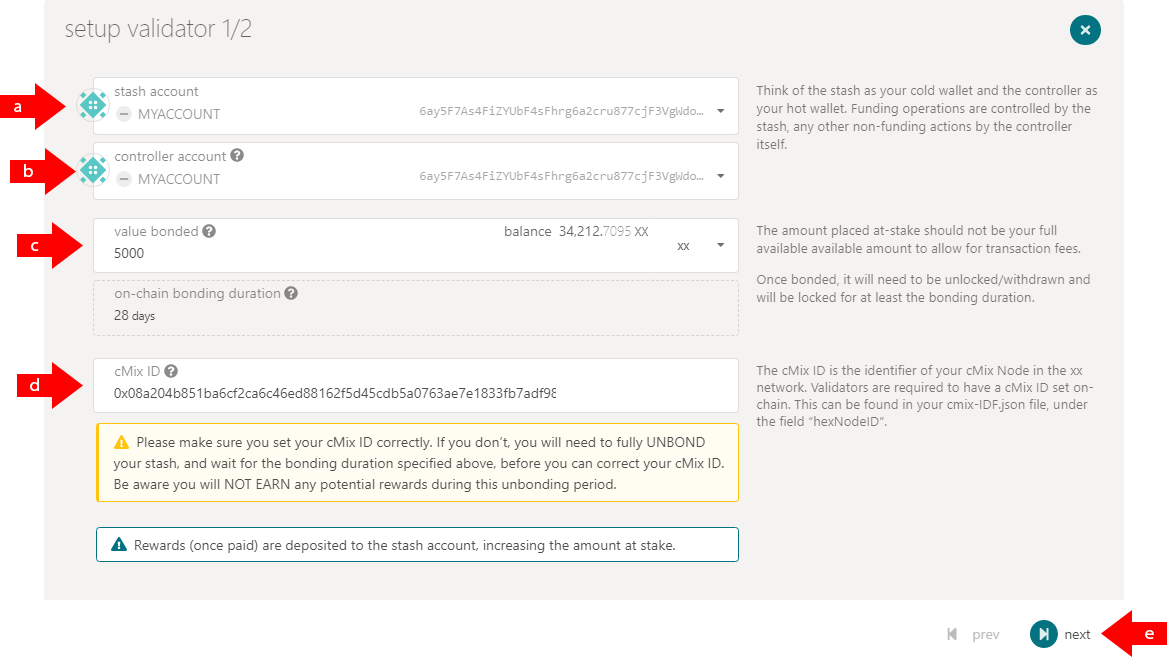 setup validator 1/2
a
stash account
MYACCOUNT
6ay5F7As4FiZYUbF4sFhrg6a2cru877cjF3VgWdo…
Think of the stash as your cold wallet and the controller as
your hot wallet. Funding operations are controlled by the
stash, any other non-funding actions by the controller
itself.
b
controller account
MYACCOUNT
6ay5F7As4FiZYUbF4sFhrg6a2cru877cjF3VgWdo…
c
value bonded
balance 34,212.7095 XX
5000
xx
The amount placed at-stake should not be your full
available available amount to allow for transaction fees.
Once bonded, it will need to be unlocked/withdrawn and
will be locked for at least the bonding duration.
on-chain bonding duration
28 days
d
cMix ID
0x08a204b851ba6cf2ca6c46ed88162f5d45cdb5a0763ae7e1833fb7adf98
The cMix ID is the identifier of your cMix Node in the xx
network. Validators are required to have a cMix ID set on-
chain. This can be found in your cmix-IDF.json file, under
the field “hexNodeID”.
Please make sure you set your cMix ID correctly. If you don’t, you will need to fully UNBOND
your stash, and wait for the bonding duration specified above, before you can correct your cMix ID.
Be aware you will NOT EARN any potential rewards during this unbonding period.
Rewards (once paid) are deposited to the stash account, increasing the amount at stake.
prev
next
e